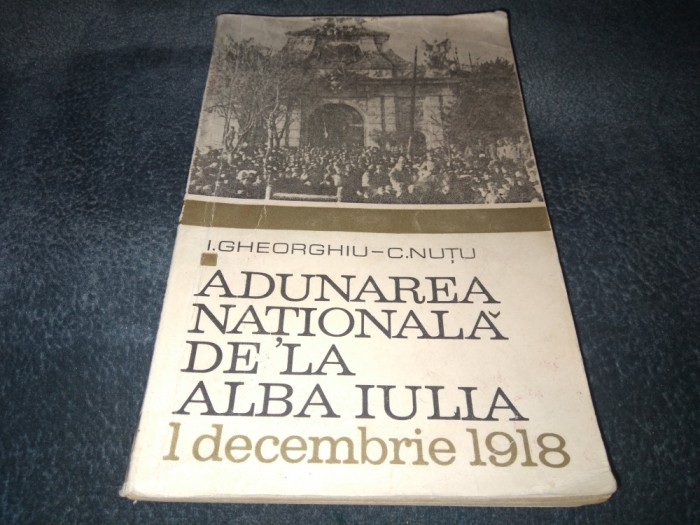 I.GHEORGHIU-C.NUȚU
ADUNAREA
NAȚIONALĂ
DE LA
ALBA IULIA
1 decembrie 1918